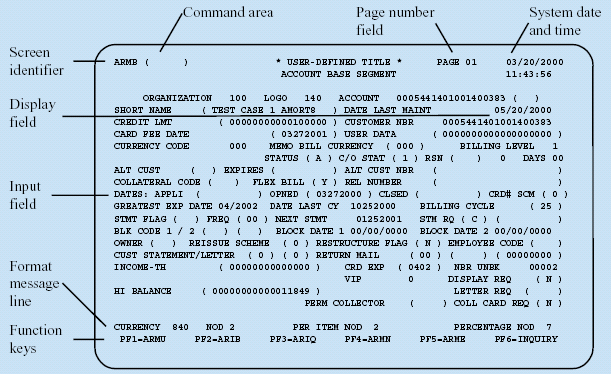 Command area
Page number field
System date and time
Screen identifier
ARMB ( ) * USER-DEFINED TITLE * PAGE 01 03/20/2000
ACCOUNT BASE SEGMENT 11:43:56
Display field
ORGANIZATION 100 LOGO 140 ACCOUNT 0005441401001400383 ( )
SHORT NAME ( TEST CASE 1 AMORT8 ) DATE LAST MAINT 05/20/2000
CREDIT LMT ( 00000000000100000 ) CUSTOMER NBR 0005441401001400383
CARD FEE DATE ( 03272001 ) USER DATA ( 0000000000000000000 )
CURRENCY CODE 000 MEMO BILL CURRENCY ( 000 ) BILLING LEVEL 1
STATUS ( A ) C/O STAT ( 1 ) RSN ( ) 0 DAYS 00
ALT CUST ( ) EXPIRES ( ) ALT CUST NBR ( )
COLLATERAL CODE ( ) FLEX BILL ( Y ) REL NUMBER ( )
Input field
DATES: APPLI ( ) OPNED ( 03272000 ) CLSED ( ) CRD# SCM ( 0 )
GREATEST EXP DATE 04/2002 DATE LAST CY 10252000 BILLING CYCLE ( 25 )
STMT FLAG ( ) FREQ ( 00 ) NEXT STMT 01252001 STM RQ ( C ) ( )
BLK CODE 1 / 2 ( ) ( ) BLOCK DATE 1 00/00/0000 BLOCK DATE 2 00/00/0000
OWNER ( ) REISSUE SCHEME ( 0 ) RESTRUCTURE FLAG ( N ) EMPLOYEE CODE ( )
CUST STATEMENT/LETTER ( 0 ) ( 0 ) RETURN MAIL ( 00 ) ( ) ( 00000000 )
INCOME-TH ( 0000000000000 ) CRD EXP ( 0402 ) NBR UNBK 00002
VIP 0 DISPLAY REQ ( N )
HI BALANCE ( 00000000000011849 ) LETTER REQ ( )
PERM COLLECTOR ( ) COLL CARD REQ ( N )
Format message line
CURRENCY 840 NOD 2 PER ITEM NOD 2 PERCENTAGE NOD 7
Function keys
PF1=ARMU PF2=ARIB PF3=ARIQ PF4=ARMN PF5=ARME PF6=INQUIRY